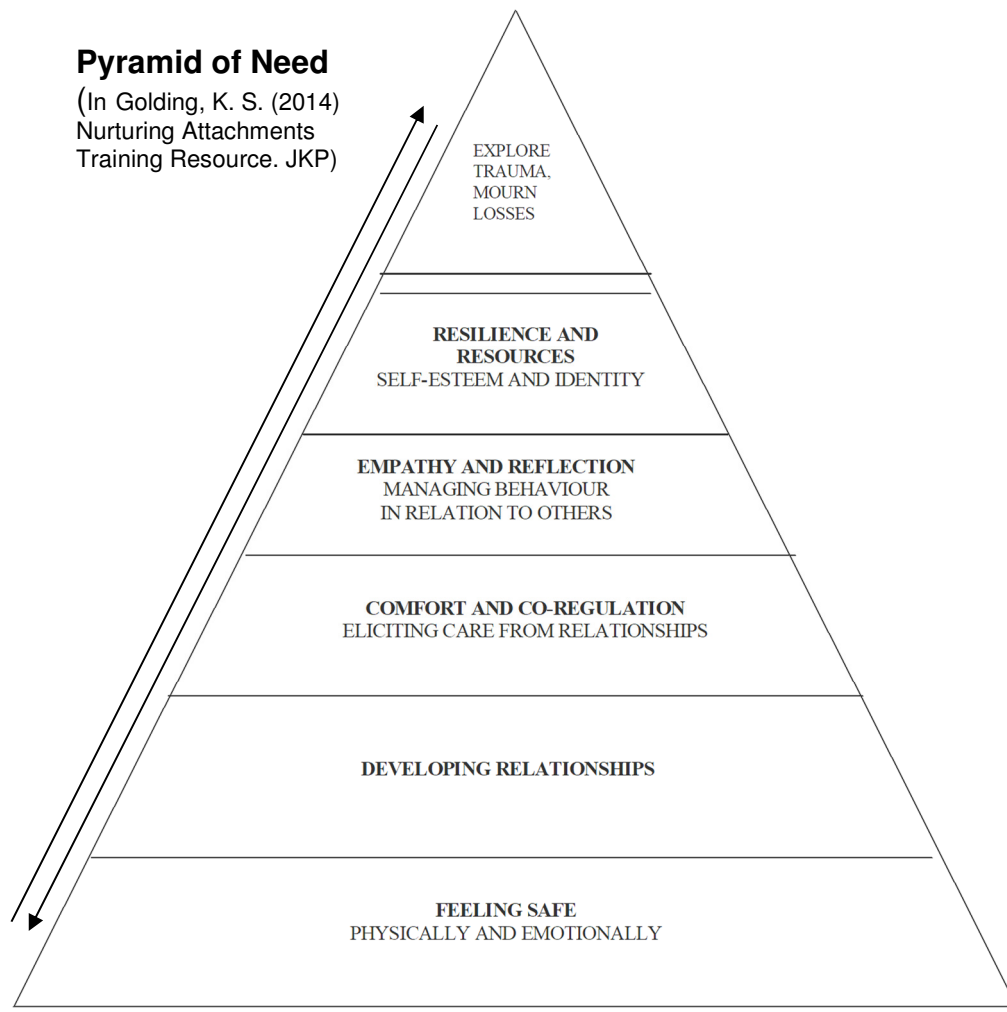 Pyramid of Need
(In Golding, K. S. (2014)
Nurturing Attachments
Training Resource. JKP)
EXPLORE
TRAUMA,
MOURN
LOSSES
RESILIENCE AND
RESOURCES
SELF-ESTEEM AND IDENTITY
EMPATHY AND REFLECTION
MANAGING BEHAVIOUR
IN RELATION TO OTHERS
COMFORT AND CO-REGULATION
ELICITING CARE FROM RELATIONSHIPS
DEVELOPING RELATIONSHIPS
FEELING SAFE
PHYSICALLY AND EMOTIONALLY